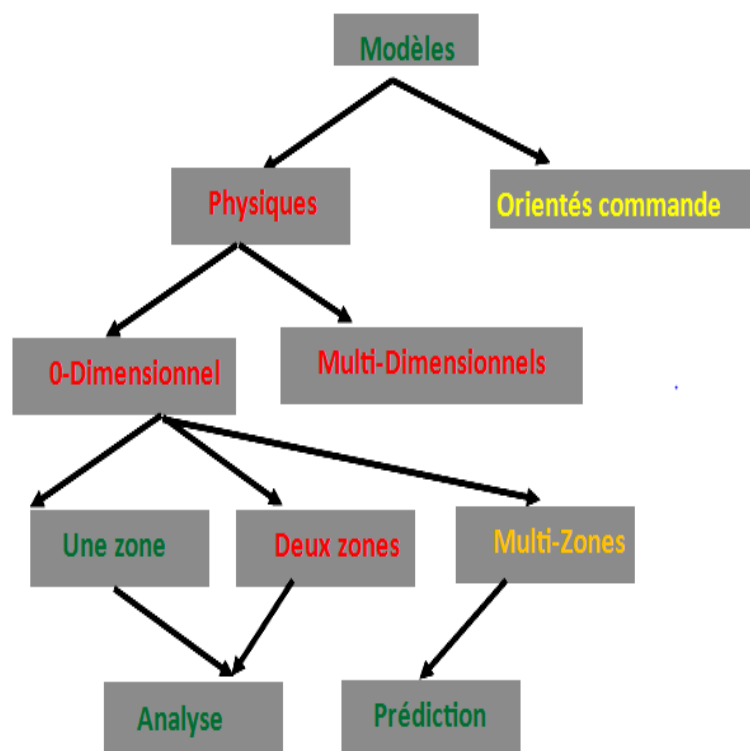 Modèles
Physiques
Orientés commande
0-Dimensionnel
Multi-Dimensionnels
Une zone
Deux zones
Multi-Zones
Analyse
Prédiction